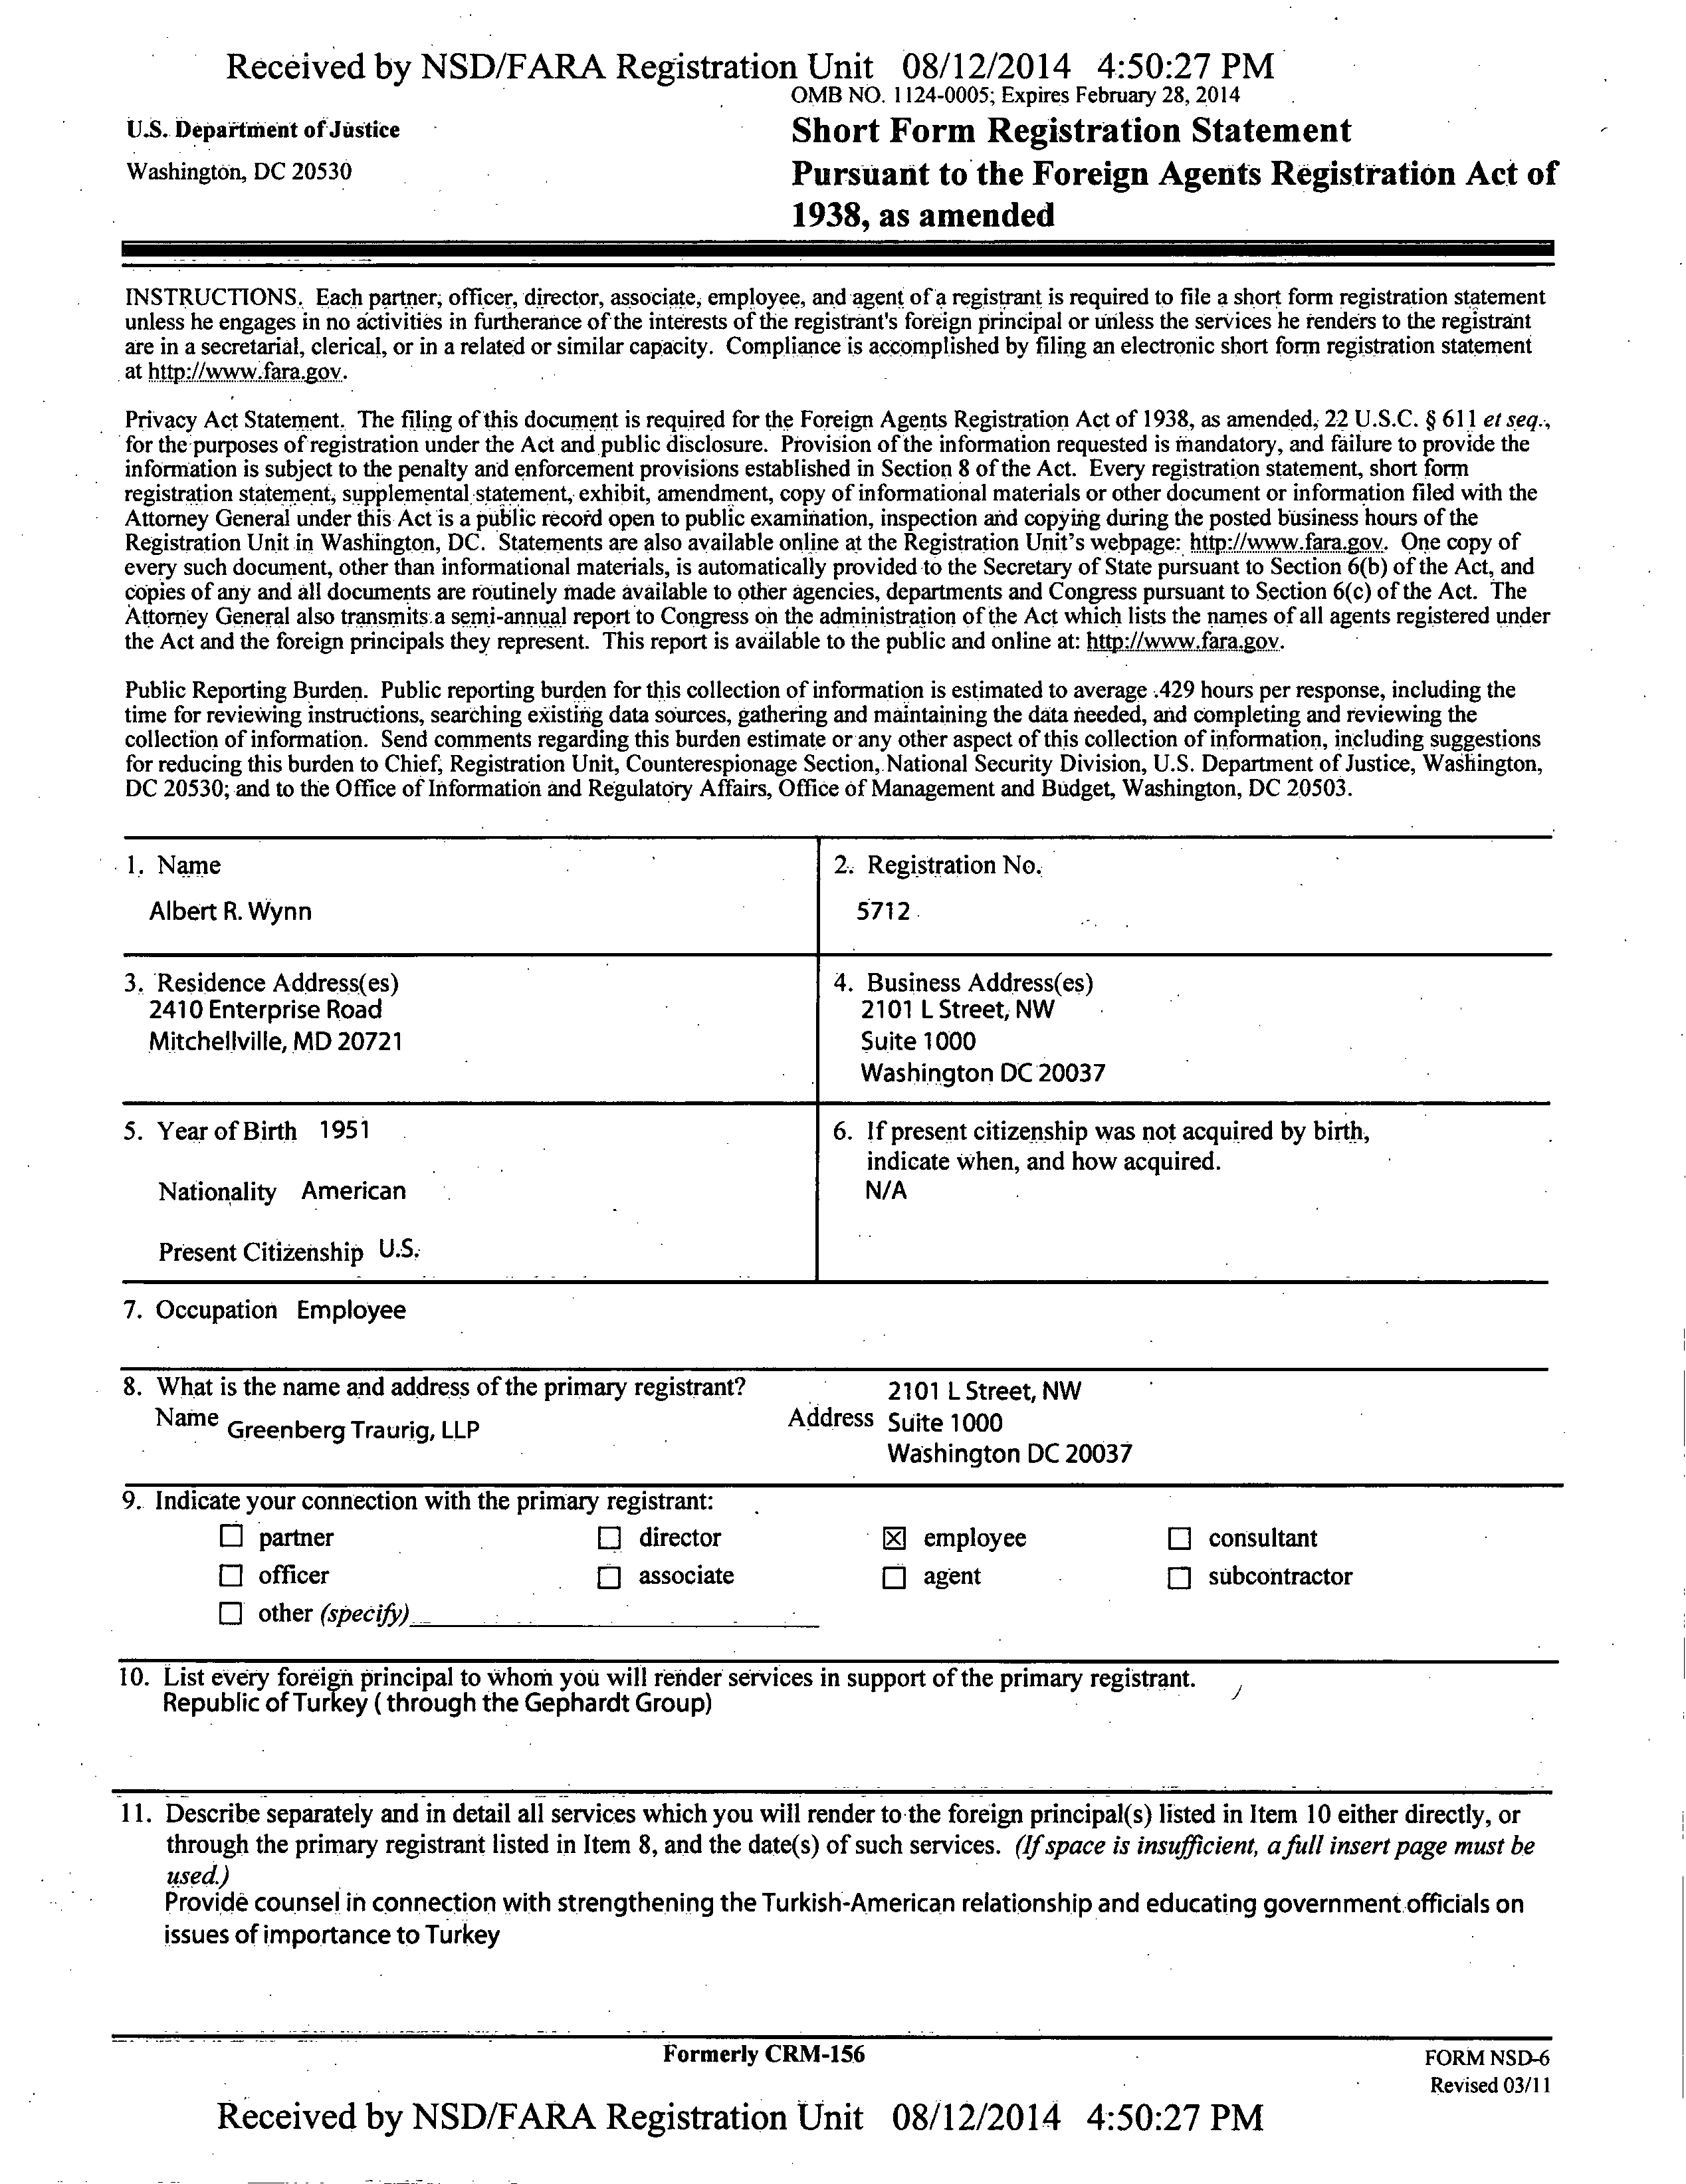 Received by NSD/FARA Registration Unit 08/12/2014 4:50:27 PM
OMB NO. 1124-0005; Expires February 28, 2014
U.S. Department of Justice
Washington, DC 20530
Short Form Registration Statement
Pursuant to the Foreign Agents Registration Act of
1938, as amended
INSTRUCTIONS. Each partner, officer, director, associate, employee, and agent of a registrant is required to file a short form registration statement
unless he engages in no activities in furtherance of the interests of the registrant's foreign principal or unless the services he renders to the registrant
are in a secretarial, clerical, or in a related or similar capacity. Compliance is accomplished by filing an electronic short form registration statement
at http://www.fara.gov.
Privacy Act Statement. The filing of this document is required for the Foreign Agents Registration Act of 1938, as amended, 22 U.S.C. § 611 et seq.,
for the purposes of registration under the Act and public disclosure. Provision of the information requested is mandatory, and failure to provide the
information is subject to the penalty and enforcement provisions established in Section 8 of the Act. Every registration statement, short form
registration statement, supplemental statement, exhibit, amendment, copy of informational materials or other document or information filed with the
Attorney General under this Act is a public record open to public examination, inspection and copying during the posted business hours of the
Registration Unit in Washington, DC. Statements are also available online at the Registration Unit's webpage: http://www.fara.gov. One copy of
every such document, other than informational materials, is automatically provided to the Secretary of State pursuant to Section 6(b) of the Act, and
copies of any and all documents are routinely made available to other agencies, departments and Congress pursuant to Section 6(c) of the Act. The
Attorney General also transmits a semi-annual report to Congress on the administration of the Act which lists the names of all agents registered under
the Act and the foreign principals they represent. This report is available to the public and online at: http://www.fara.gov.
Public Reporting Burden. Public reporting burden for this collection of information is estimated to average .429 hours per response, including the
time for reviewing instructions, searching existing data sources, gathering and maintaining the data needed, and completing and reviewing the
collection of information. Send comments regarding this burden estimate or any other aspect of this collection of information, including suggestions
for reducing this burden to Chief, Registration Unit, Counterespionage Section, National Security Division, U.S. Department of Justice, Washington,
DC 20530; and to the Office of Information and Regulatory Affairs, Office of Management and Budget, Washington, DC 20503.
1. Name
Albert R. Wynn
2. Registration No.
5712
3. Residence Address(es)
2410 Enterprise Road
Mitchellville, MD 20721
4. Business Address(es)
2101 L Street, NW
Suite 1000
Washington DC 20037
5. Year of Birth 1951
Nationality American
Present Citizenship U.S.
6. If present citizenship was not acquired by birth,
indicate when, and how acquired.
N/A
7. Occupation Employee
8. What is the name and address of the primary registrant?
Name Greenberg Traurig, LLP
2101 L Street, NW
Address Suite 1000
Washington DC 20037
9. Indicate your connection with the primary registrant:
☐ partner ☐ director ☒ employee ☐ consultant
☐ officer ☐ associate ☐ agent ☐ subcontractor
☐ other (specify)
10. List every foreign principal to whom you will render services in support of the primary registrant.
Republic of Turkey ( through the Gephardt Group)
11. Describe separately and in detail all services which you will render to the foreign principal(s) listed in Item 10 either directly, or
through the primary registrant listed in Item 8, and the date(s) of such services. (If space is insufficient, a full insert page must be
used.)
Provide counsel in connection with strengthening the Turkish-American relationship and educating government officials on
issues of importance to Turkey
Formerly CRM-156
FORM NSD-6
Revised 03/11
Received by NSD/FARA Registration Unit 08/12/2014 4:50:27 PM